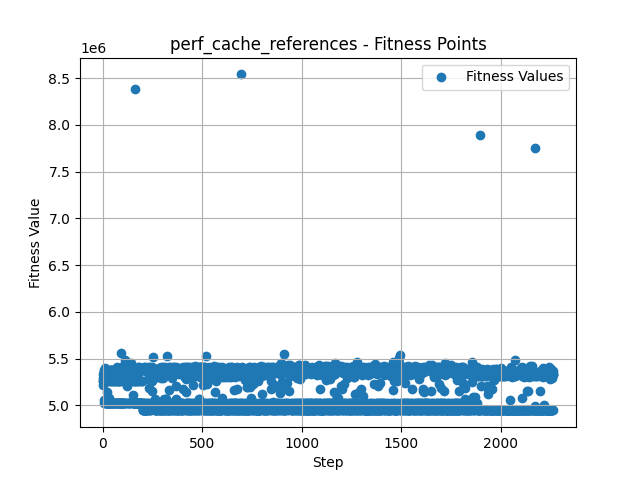 perf_cache_references - Fitness Points
1e6
Fitness Values
8.5
8.0
7.5
7.0
6.5
6.0
5.5
5.0
Fitness Value
0
500
1000
1500
2000
Step